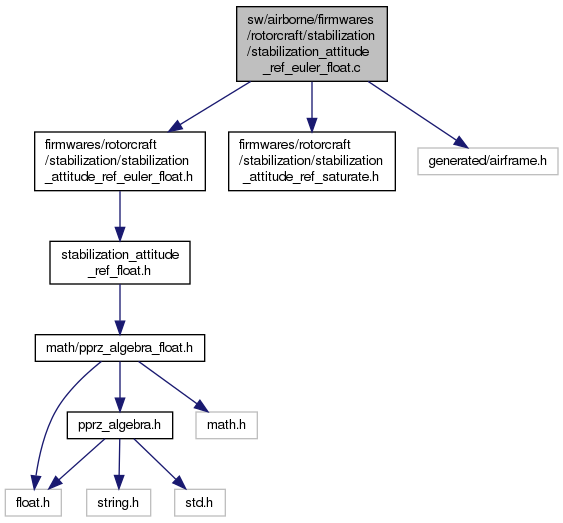 sw/airborne/firmwares
/rotorcraft/stabilization
/stabilization_attitude
_ref_euler_float.c
firmwares/rotorcraft
/stabilization/stabilization
_attitude_ref_euler_float.h
firmwares/rotorcraft
/stabilization/stabilization
_attitude_ref_saturate.h
generated/airframe.h
stabilization_attitude
_ref_float.h
math/pprz_algebra_float.h
pprz_algebra.h
math.h
float.h
string.h
std.h